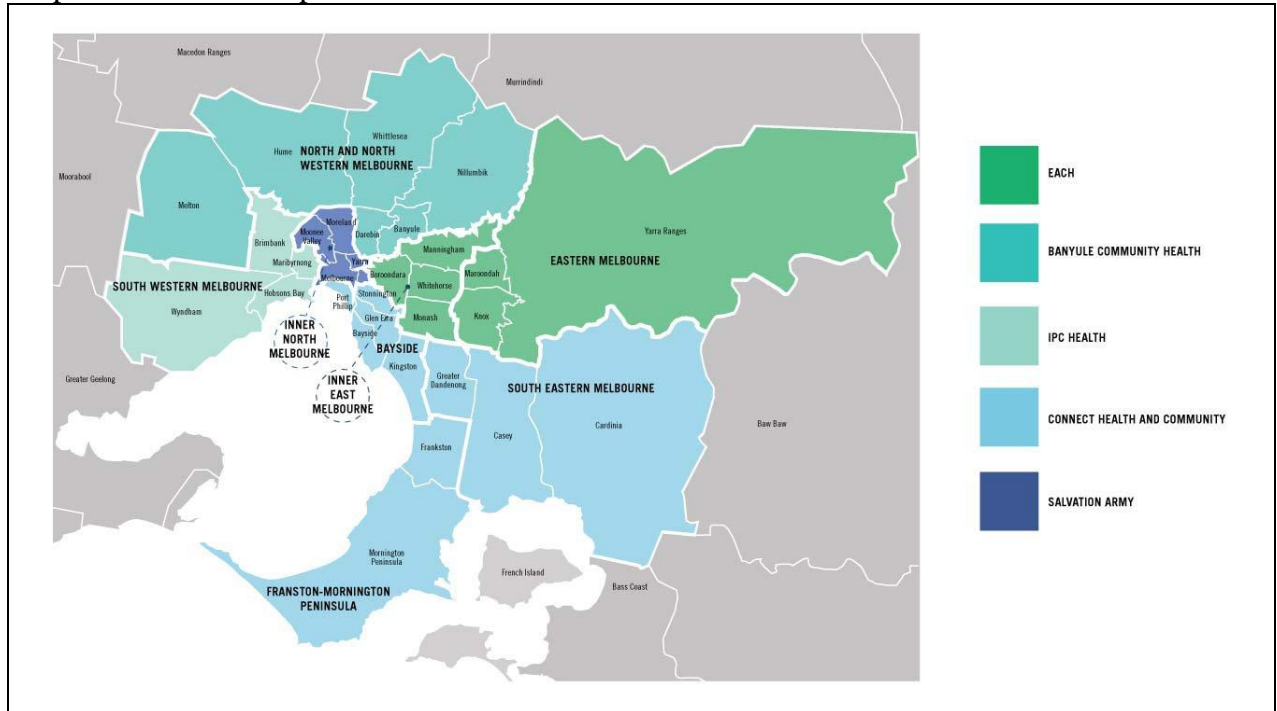 Macedon Ranges
Murrindindi
Whittlesea
Hume
NORTH AND NORTH
WESTERN MELBOURNE
Nillumbik
Moorabool
Melton
Moreland
Moonee
Valley
Darebin
Banyule
Brimbank
Manningham
Yarra Ranges
Maribyrnong
Yarra
Boroondara
Maroondah
EASTERN MELBOURNE
Melbourne
Whitehorse
SOUTH WESTERN MELBOURNE
Hobsons Bay
Port
Phillip
Stonnington
Wyndham
Glen Eira
Monash
Knox
INNER
NORTH
MELBOURNE
Bayside
BAYSIDE
Kingston
Greater
Dandenong
Greater Geelong
INNER
EAST
MELBOURNE
SOUTH EASTERN MELBOURNE
Casey
Cardinia
Baw Baw
Frankston
Mornington
Peninsula
French Island
Bass Coast
FRANSTON-MORNINGTON
PENINSULA
EACH
BANYULE COMMUNITY HEALTH
IPC HEALTH
CONNECT HEALTH AND COMMUNITY
SALVATION ARMY